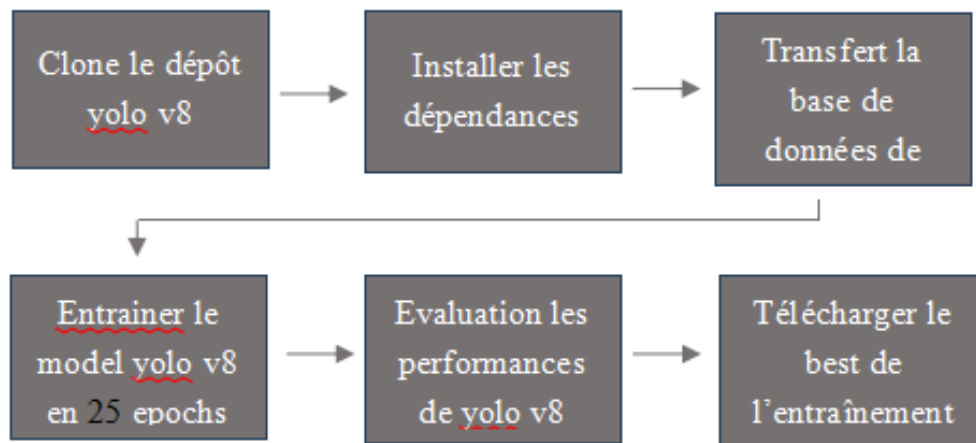 Clone le dépôt
yolo v8
Installer les
dépendances
Transfert la
base de
données de
Entrainer le
model yolo v8
en 25 epochs
Evaluation les
performances
de yolo v8
Télécharger le
best de
l'entraînement